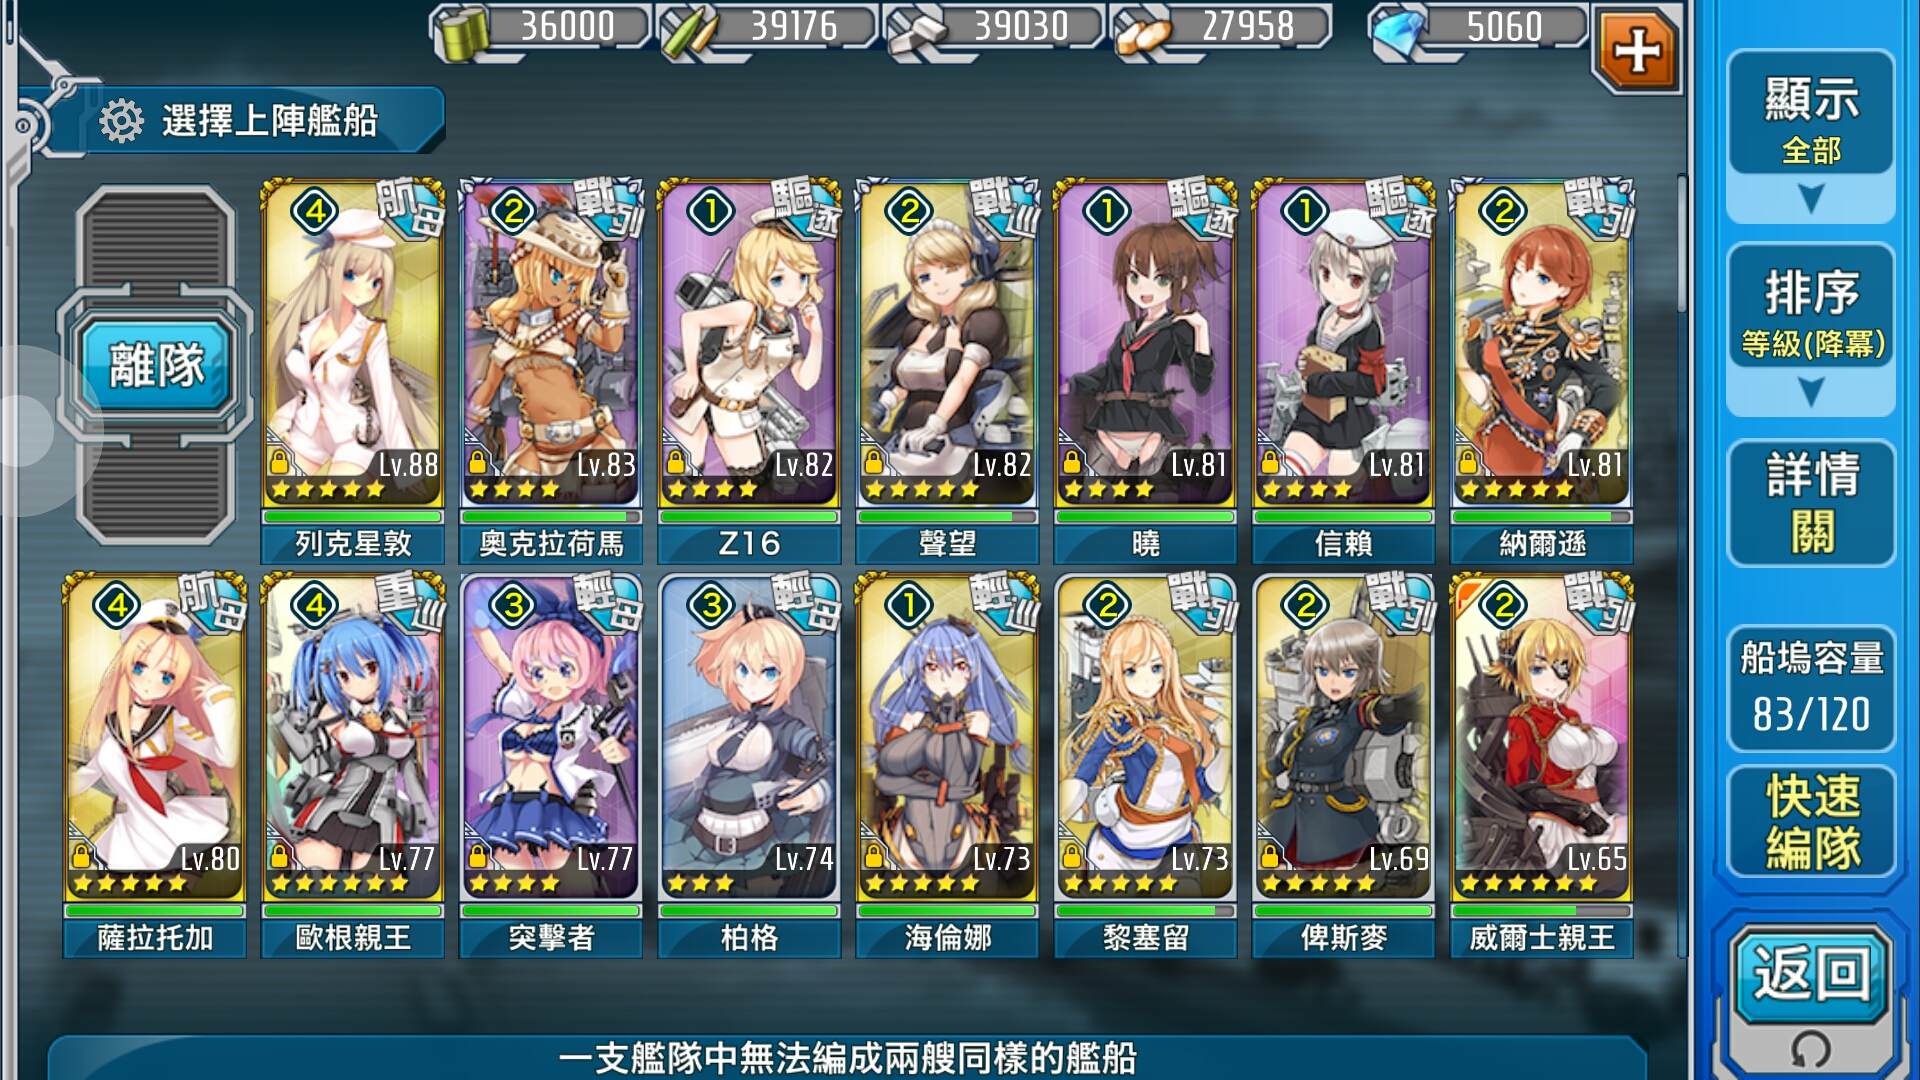 36000
39176
39030
27958
5060
選擇上陣艦船
離隊
4 航母
Lv.88
列克星敦
2 戰列
Lv.83
奧克拉荷馬
1 驅逐
Lv.82
Z16
2 戰巡
Lv.82
聲望
1 驅逐
Lv.81
曉
1 驅逐
Lv.81
信賴
2 戰列
Lv.81
納爾遜
4 航母
Lv.80
薩拉托加
4 重巡
Lv.77
歐根親王
3 輕母
Lv.77
突擊者
3 輕母
Lv.74
柏格
1 輕巡
Lv.73
海倫娜
2 戰列
Lv.73
黎塞留
2 戰列
Lv.69
俾斯麥
2 戰列
Lv.65
威爾士親王
一支艦隊中無法編成兩艘同樣的艦船
顯示
全部
排序
等級(降冪)
詳情
關
船塢容量
83/120
快速
編隊
返回